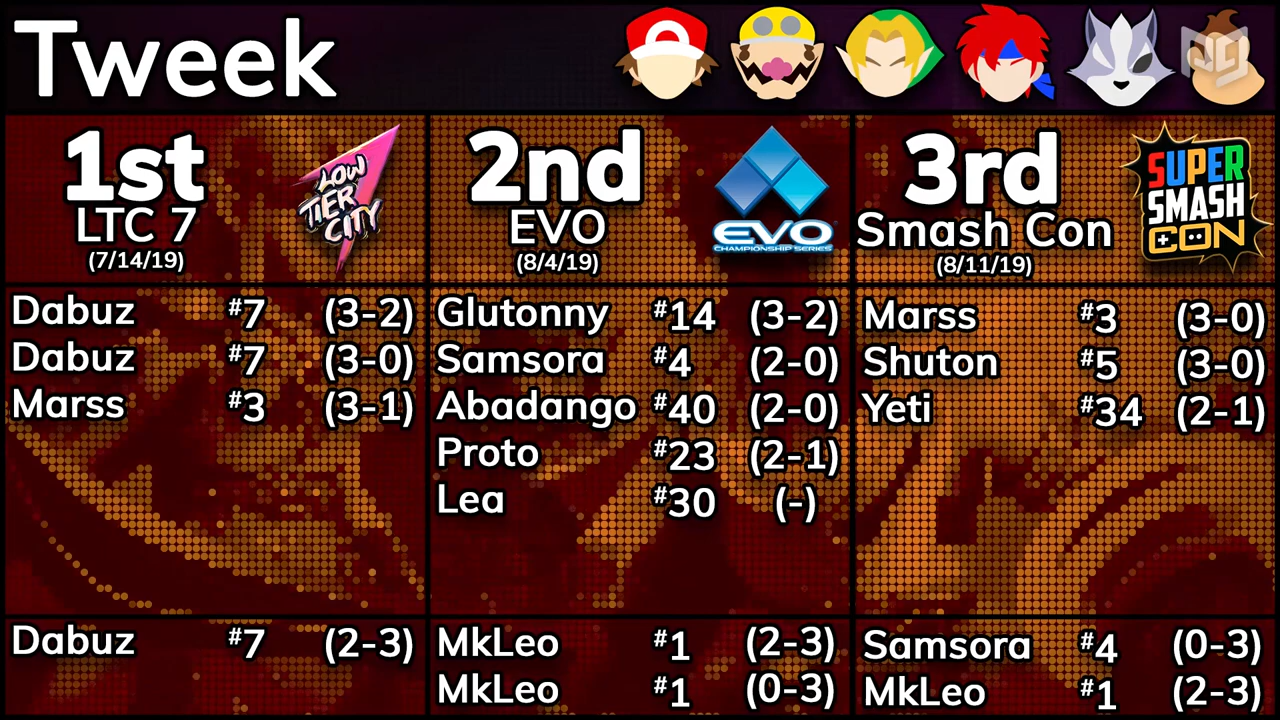 Tweek
PG
1st
LTC 7
(7/14/19)
LOW
TIER
CITY
2nd
EVO
(8/4/19)
EVO
CHAMPIONSHIP SERIES
3rd
Smash Con
(8/11/19)
SUPER
SMASH
CON
Dabuz #7 (3-2)
Dabuz #7 (3-0)
Marss #3 (3-1)
Glutonny #14 (3-2)
Samsora #4 (2-0)
Abadango #40 (2-0)
Proto #23 (2-1)
Lea #30 (-)
Marss #3 (3-0)
Shuton #5 (3-0)
Yeti #34 (2-1)
Dabuz #7 (2-3)
MkLeo #1 (2-3)
MkLeo #1 (0-3)
Samsora #4 (0-3)
MkLeo #1 (2-3)